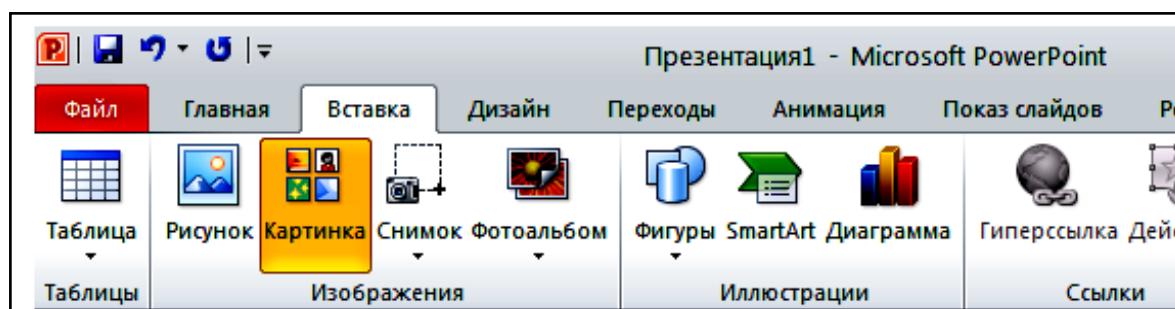 Презентация1 - Microsoft PowerPoint
Файл Главная Вставка Дизайн Переходы Анимация Показ слайдов
Таблица Рисунок Картинка Снимок Фотоальбом Фигуры SmartArt Диаграмма Гиперссылка
Таблицы Изображения Иллюстрации Ссылки